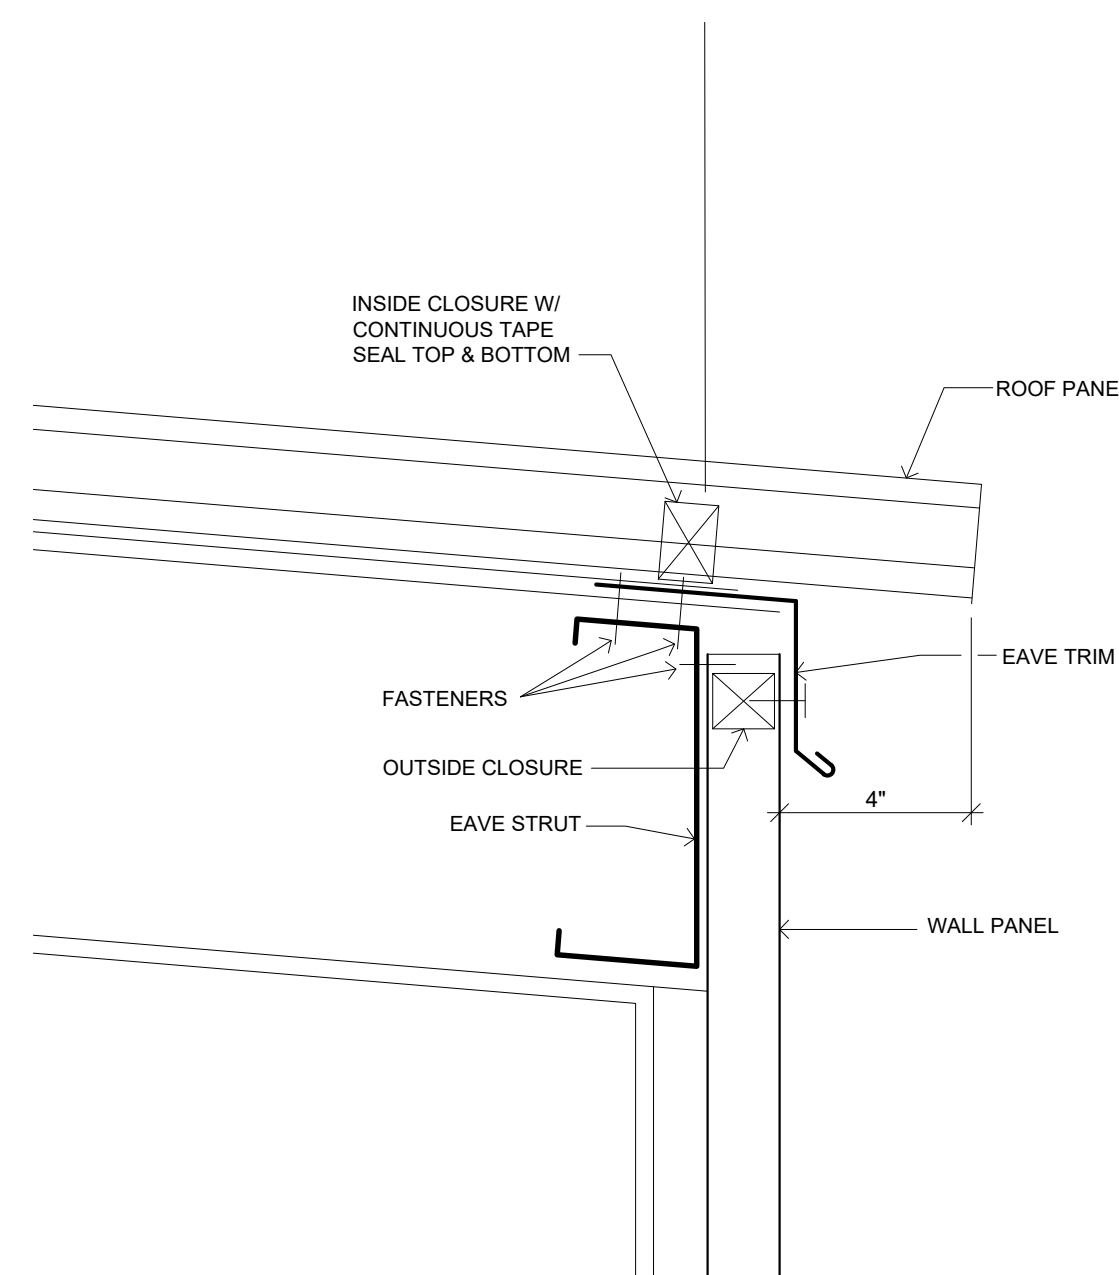 INSIDE CLOSURE W/
CONTINUOUS TAPE
SEAL TOP & BOTTOM
ROOF PANE
EAVE TRIM
FASTENERS
OUTSIDE CLOSURE
4"
EAVE STRUT
WALL PANEL